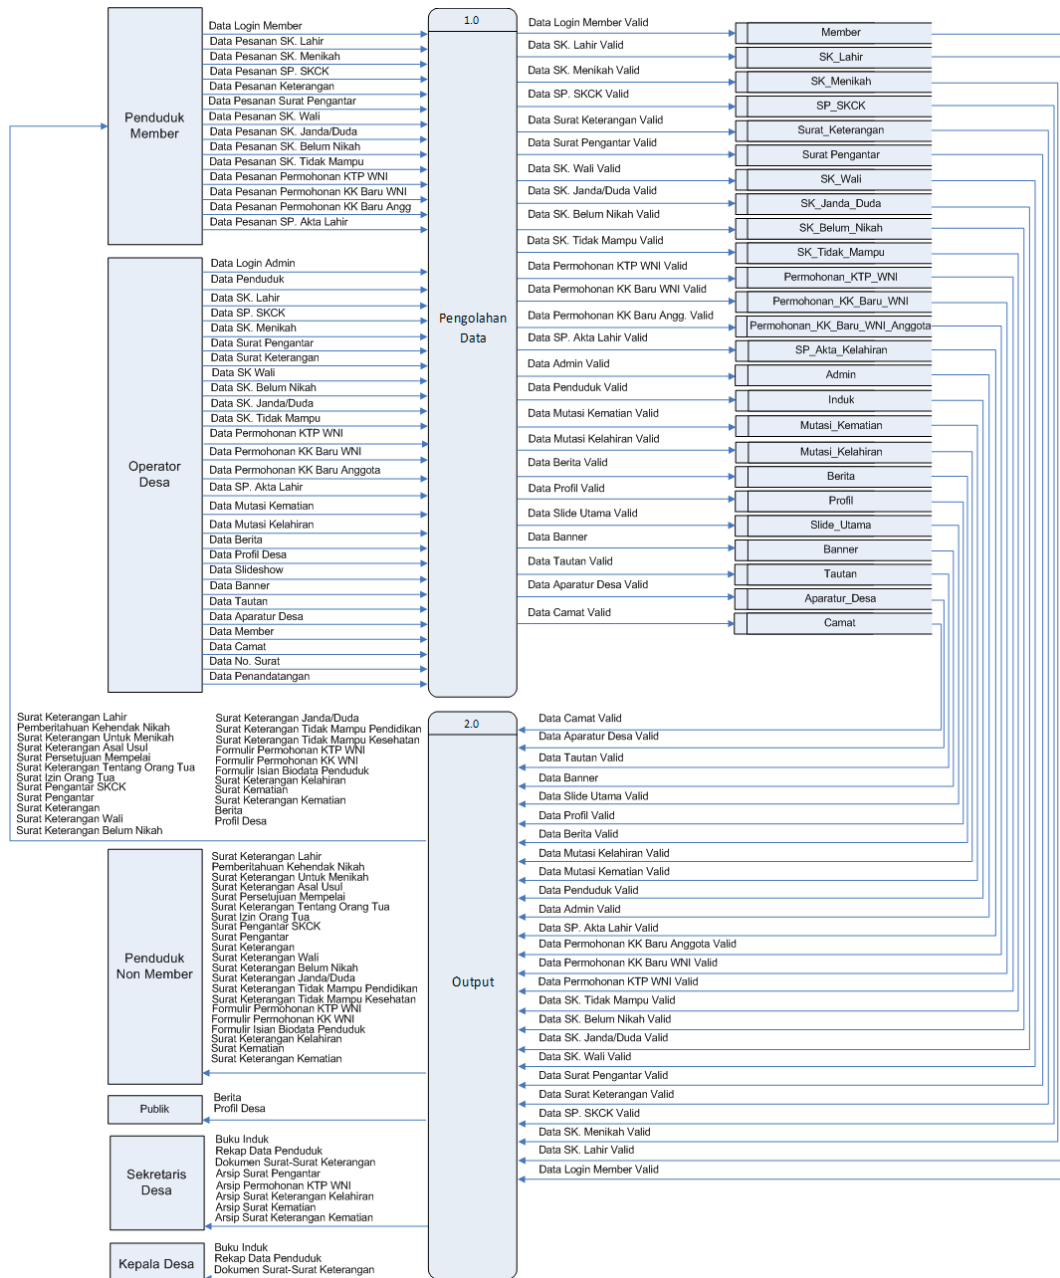 Penduduk
Member
Data Login Member
Data Pesanan SK. Lahir
Data Pesanan SK. Menikah
Data Pesanan SP. SKCK
Data Pesanan Keterangan
Data Pesanan Surat Pengantar
Data Pesanan SK. Wali
Data Pesanan SK. Janda/Duda
Data Pesanan SK. Belum Nikah
Data Pesanan SK. Tidak Mampu
Data Pesanan Permohonan KTP WNI
Data Pesanan Permohonan KK Baru WNI
Data Pesanan Permohonan KK Baru Angg
Data Pesanan SP. Akta Lahir
Operator
Desa
Data Login Admin
Data Penduduk
Data SK. Lahir
Data SP. SKCK
Data SK. Menikah
Data Surat Pengantar
Data Surat Keterangan
Data SK Wali
Data SK. Belum Nikah
Data SK. Janda/Duda
Data SK. Tidak Mampu
Data Permohonan KTP WNI
Data Permohonan KK Baru WNI
Data Permohonan KK Baru Anggota
Data SP. Akta Lahir
Data Mutasi Kematian
Data Mutasi Kelahiran
Data Berita
Data Profil Desa
Data Slideshow
Data Banner
Data Tautan
Data Aparatur Desa
Data Member
Data Camat
Data No. Surat
Data Penandatangan
1.0
Pengolahan
Data
Data Login Member Valid
Data SK. Lahir Valid
Data SK. Menikah Valid
Data SP. SKCK Valid
Data Surat Keterangan Valid
Data Surat Pengantar Valid
Data SK. Wali Valid
Data SK. Janda/Duda Valid
Data SK. Belum Nikah Valid
Data SK. Tidak Mampu Valid
Data Permohonan KTP WNI Valid
Data Permohonan KK Baru WNI Valid
Data Permohonan KK Baru Angg. Valid
Data SP. Akta Lahir Valid
Data Admin Valid
Data Penduduk Valid
Data Mutasi Kematian Valid
Data Mutasi Kelahiran Valid
Data Berita Valid
Data Profil Valid
Data Slide Utama Valid
Data Banner
Data Tautan Valid
Data Aparatur Desa Valid
Data Camat Valid
Member
SK_Lahir
SK_Menikah
SP_SKCK
Surat_Keterangan
Surat Pengantar
SK_Wali
SK_Janda_Duda
SK_Belum_Nikah
SK_Tidak_Mampu
Permohonan_KTP_WNI
Permohonan_KK_Baru_WNI
Permohonan_KK_Baru_WNI_Anggota
SP_Akta_Kelahiran
Admin
Induk
Mutasi_Kematian
Mutasi_Kelahiran
Berita
Profil
Slide_Utama
Banner
Tautan
Aparatur_Desa
Camat
Surat Keterangan Lahir
Pemberitahuan Kehendak Nikah
Surat Keterangan Untuk Menikah
Surat Keterangan Asal Usul
Surat Persetujuan Mempelai
Surat Keterangan Tentang Orang Tua
Surat Izin Orang Tua
Surat Pengantar SKCK
Surat Pengantar
Surat Keterangan
Surat Keterangan Wali
Surat Keterangan Belum Nikah
Surat Keterangan Janda/Duda
Surat Keterangan Tidak Mampu Pendidikan
Surat Keterangan Tidak Mampu Kesehatan
Formulir Permohonan KTP WNI
Formulir Permohonan KK WNI
Formulir Isian Biodata Penduduk
Surat Keterangan Kelahiran
Surat Kematian
Surat Keterangan Kematian
Berita
Profil Desa
2.0
Output
Data Camat Valid
Data Aparatur Desa Valid
Data Tautan Valid
Data Banner
Data Slide Utama Valid
Data Profil Valid
Data Berita Valid
Data Mutasi Kelahiran Valid
Data Mutasi Kematian Valid
Data Penduduk Valid
Data Admin Valid
Data SP. Akta Lahir Valid
Data Permohonan KK Baru Anggota Valid
Data Permohonan KK Baru WNI Valid
Data Permohonan KTP WNI Valid
Data SK. Tidak Mampu Valid
Data SK. Belum Nikah Valid
Data SK. Janda/Duda Valid
Data SK. Wali Valid
Data Surat Pengantar Valid
Data Surat Keterangan Valid
Data SP. SKCK Valid
Data SK. Menikah Valid
Data SK. Lahir Valid
Data Login Member Valid
Penduduk
Non Member
Surat Keterangan Lahir
Pemberitahuan Kehendak Nikah
Surat Keterangan Untuk Menikah
Surat Keterangan Asal Usul
Surat Persetujuan Mempelai
Surat Keterangan Tentang Orang Tua
Surat Izin Orang Tua
Surat Pengantar SKCK
Surat Pengantar
Surat Keterangan
Surat Keterangan Wali
Surat Keterangan Belum Nikah
Surat Keterangan Janda/Duda
Surat Keterangan Tidak Mampu Pendidikan
Surat Keterangan Tidak Mampu Kesehatan
Formulir Permohonan KTP WNI
Formulir Permohonan KK WNI
Formulir Isian Biodata Penduduk
Surat Keterangan Kelahiran
Surat Kematian
Surat Keterangan Kematian
Publik
Berita
Profil Desa
Sekretaris
Desa
Buku Induk
Rekap Data Penduduk
Dokumen Surat-Surat Keterangan
Arsip Surat Pengantar
Arsip Permohonan KTP WNI
Arsip Surat Keterangan Kelahiran
Arsip Surat Kematian
Arsip Surat Keterangan Kematian
Kepala Desa
Buku Induk
Rekap Data Penduduk
Dokumen Surat-Surat Keterangan